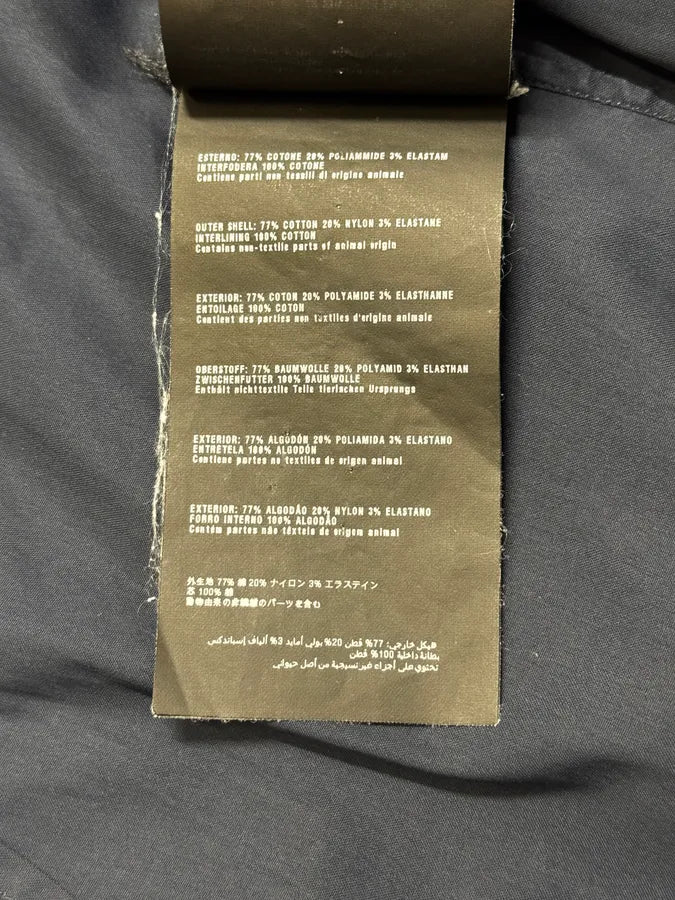 ESTERNO: 77% COTONE 20% POLIAMMIDE 3% ELASTAM
INTERFODERA 100% COTONE
Contiene parti non tessili di origine animale
OUTER SHELL: 77% COTTON 20% NYLON 3% ELASTANE
INTERLINING 100% COTTON
Contains non-textile parts of animal origin
EXTERIOR: 77% COTON 20% POLYAMIDE 3% ELASTHANNE
ENTOILAGE 100% COTON
Contient des parties non textiles d'origine animale
OBERSTOFF: 77% BAUMWOLLE 20% POLYAMID 3% ELASTHAN
ZWISCHENFUTTER 100% BAUMWOLLE
Enthält nichttextile Teile tierischen Ursprungs
EXTERIOR: 77% ALGODÓN 20% POLIAMIDA 3% ELASTANO
ENTRETELA 100% ALGODÓN
Contiene partes no textiles de origen animal
EXTERIOR: 77% ALGODÃO 20% NYLON 3% ELASTANO
FORRO INTERNO 100% ALGODÃO
Contém partes não têxteis de origem animal
外生地 77% 綿 20% ナイロン 3% エラステイン
芯 100% 綿
動物由来の非繊維のパーツを含む
هيكل خارجي: 77% قطن 20% بولي أمايد 3% ألياف إسباندكس
بطانة داخلية 100% قطن
تحتوي على أجزاء غير نسيجية من أصل حيواني